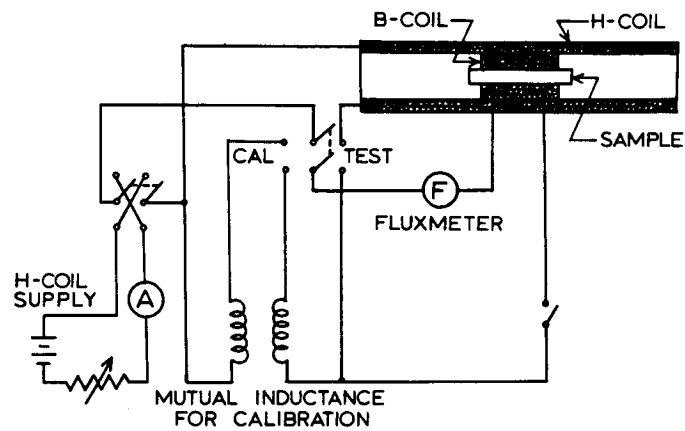 B-COIL
H-COIL
SAMPLE
CAL
TEST
F
FLUXMETER
H-COIL
SUPPLY
A
MUTUAL INDUCTANCE
FOR CALIBRATION